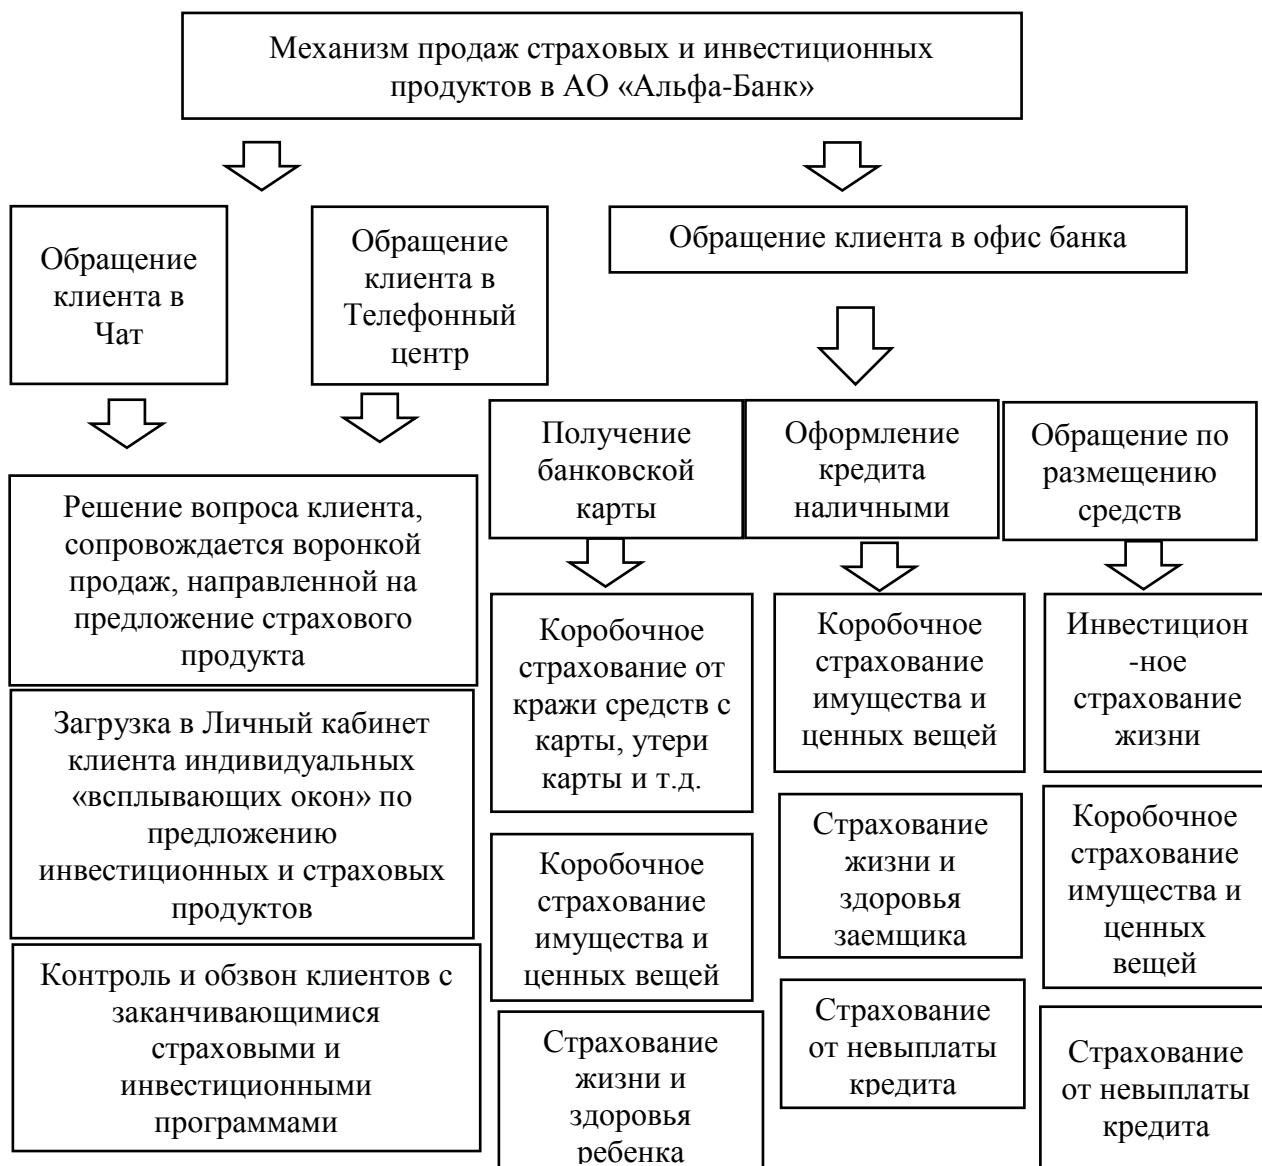 Механизм продаж страховых и инвестиционных
продуктов в АО «Альфа-Банк»
Обращение
клиента в
Чат
Обращение
клиента в
Телефонный
центр
Обращение клиента в офис банка
Решение вопроса клиента,
сопровождается воронкой
продаж, направленной на
предложение страхового
продукта
Загрузка в Личный кабинет
клиента индивидуальных
«всплывающих окон» по
предложению
инвестиционных и страховых
продуктов
Контроль и обзвон клиентов с
заканчивающимися
страховыми и
инвестиционными
программами
Получение
банковской
карты
Коробочное
страхование от
кражи средств с
карты, утери
карты и т.д.
Коробочное
страхование
имущества и
ценных вещей
Страхование
жизни и
здоровья
ребенка
Оформление
кредита
наличными
Коробочное
страхование
имущества и
ценных вещей
Страхование
жизни и
здоровья
заемщика
Страхование
от невыплаты
кредита
Обращение по
размещению
средств
Инвестицион
-ное
страхование
жизни
Коробочное
страхование
имущества и
ценных
вещей
Страхование
от невыплаты
кредита